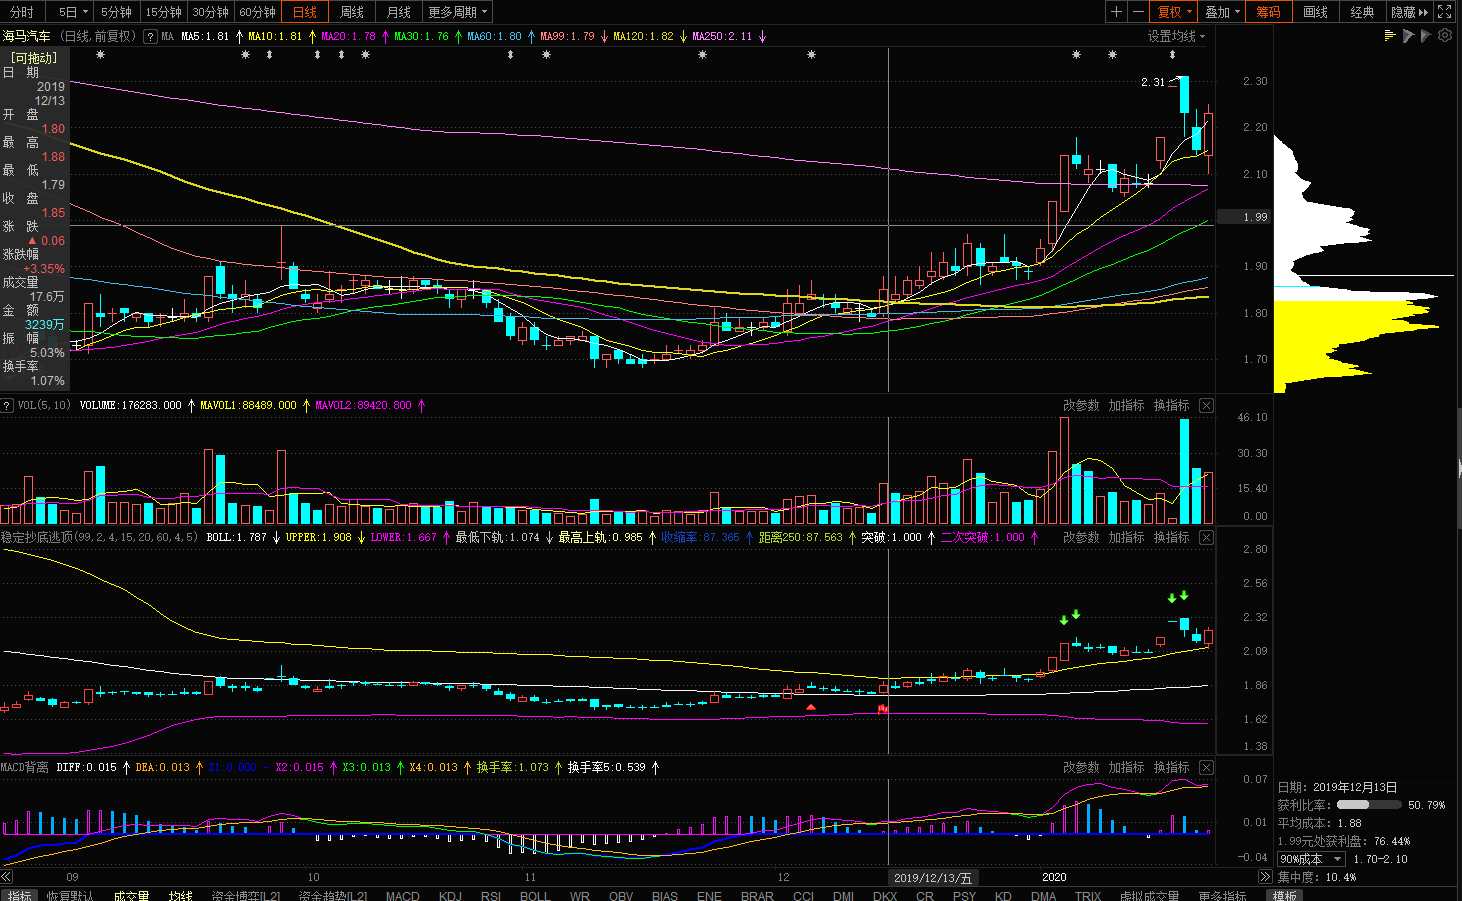 分时 5日 5分钟 15分钟 30分钟 60分钟 日线 周线 月线 更多周期 复权 叠加 筹码 画线 经典 隐藏
海马汽车 (日线,前复权) ? MA MA5:1.81 ↑ MA10:1.81 ↑ MA20:1.78 ↑ MA30:1.76 ↑ MA60:1.80 ↑ MA99:1.79 ↓ MA120:1.82 ↓ MA250:2.11 ↓ 设置均线
[可拖动]
日 期
2019
12/13
开 盘
1.80
最 高
1.88
最 低
1.79
收 盘
1.85
涨 跌
▲ 0.06
涨跌幅
+3.35%
成交量
17.6万
金 额
3239万
振 幅
5.03%
换手率
1.07%
2.31
2.30
2.20
2.10
1.99
1.90
1.80
1.70
? VOL(5,10) VOLUME:176283.000 ↑ MAVOL1:88489.000 ↑ MAVOL2:89420.800 ↑ 改参数 加指标 换指标
46.10
30.30
15.40
0.00
稳定抄底逃顶(99,2,4,15,20,60,4,5) BOLL:1.787 ↓ UPPER:1.908 ↓ LOWER:1.667 ↑ 最低下轨:1.074 ↓ 最高上轨:0.985 ↑ 收缩率:87.365 ↑ 距离250:87.563 ↑ 突破:1.000 ↑ 二次突破:1.000 ↑ 改参数 加指标 换指标
2.80
2.56
2.32
2.09
1.86
1.62
1.38
MACD背离 DIFF:0.015 ↑ DEA:0.013 ↑ X1:0.000 — X2:0.015 ↑ X3:0.013 ↑ X4:0.013 ↑ 换手率:1.073 ↑ 换手率5:0.539 ↑ 改参数 加指标 换指标
0.07
0.01
-0.04
日期: 2019年12月13日
获利比率: 50.79%
平均成本: 1.88
1.99元处获利盘: 76.44%
90%成本 1.70-2.10
集中度: 10.4%
09 10 11 12 2019/12/13/五 2020
指标 恢复默认 成交量 均线 资金博弈[L2] 资金趋势[L2] MACD KDJ RSI BOLL WR OBV BIAS ENE BRAR CCI DMI DKX CR PSY KD DMA TRIX 虚拟成交量 更多指标 模板